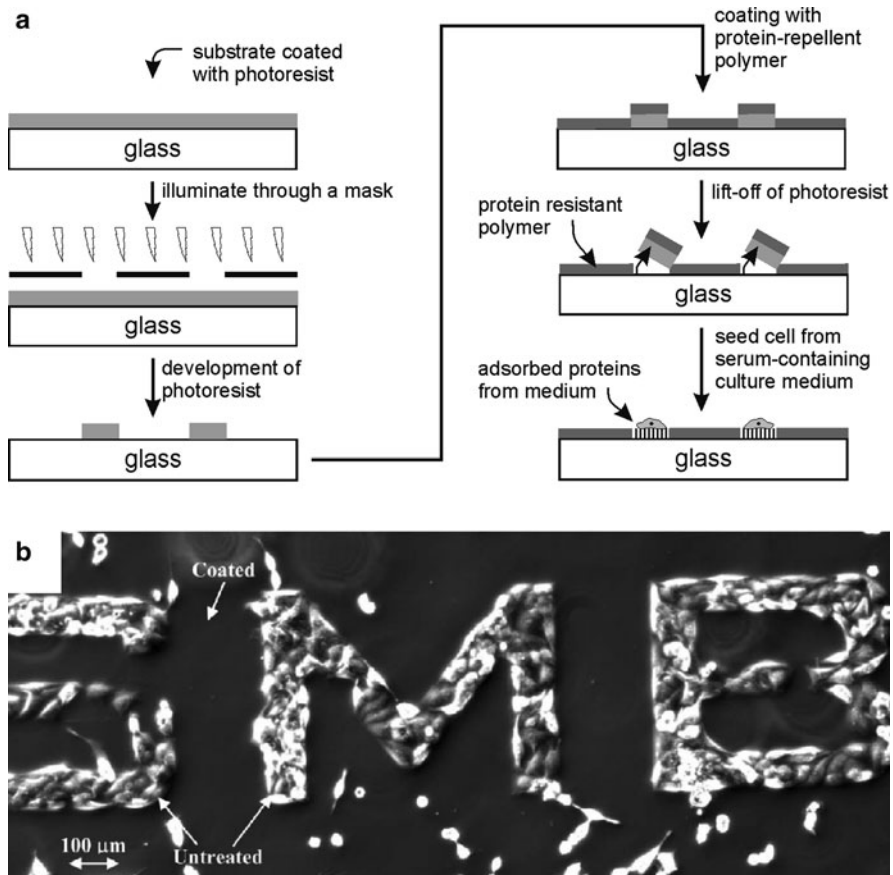 a
substrate coated
with photoresist
glass
illuminate through a mask
glass
development of
photoresist
glass
coating with
protein-repellent
polymer
glass
lift-off of photoresist
protein resistant
polymer
glass
seed cell from
serum-containing
culture medium
adsorbed proteins
from medium
glass
b
Coated
SMB
Untreated
100 μm